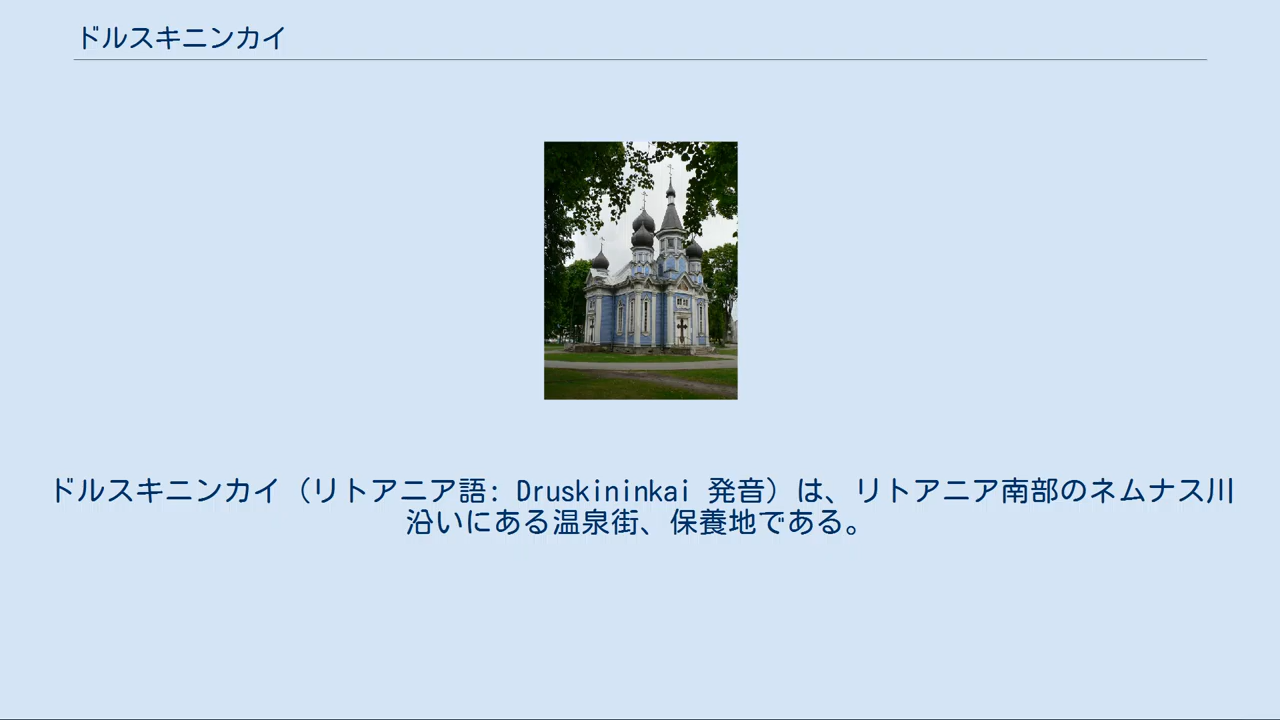 ドルスキニンカイ
ドルスキニンカイ（リトアニア語: Druskininkai 発音）は、リトアニア南部のネムナス川
沿いにある温泉街、保養地である。